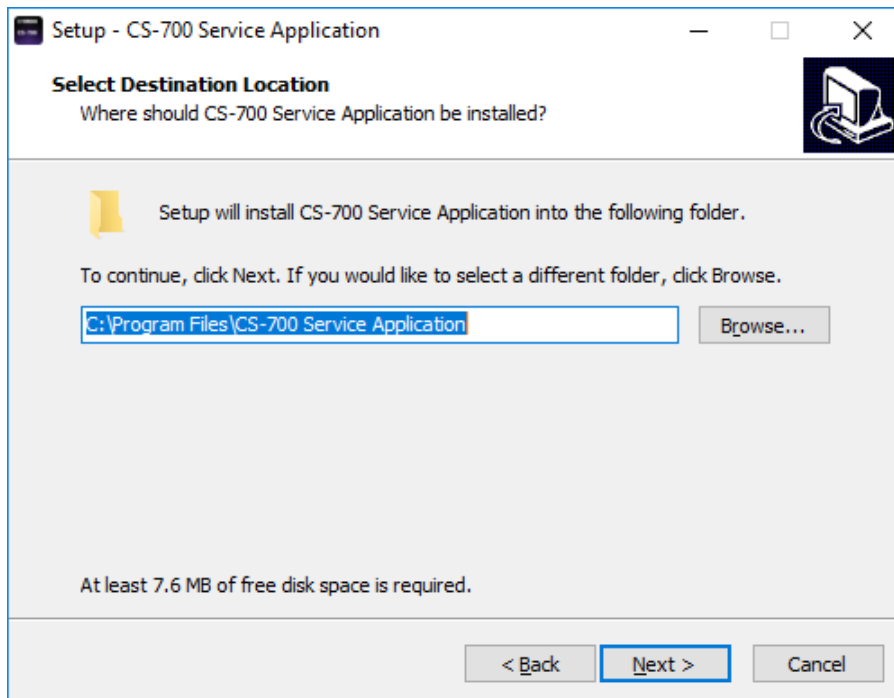 Setup - CS-700 Service Application
Select Destination Location
Where should CS-700 Service Application be installed?
Setup will install CS-700 Service Application into the following folder.
To continue, click Next. If you would like to select a different folder, click Browse.
C:\Program Files\CS-700 Service Application
Browse...
At least 7.6 MB of free disk space is required.
< Back
Next >
Cancel